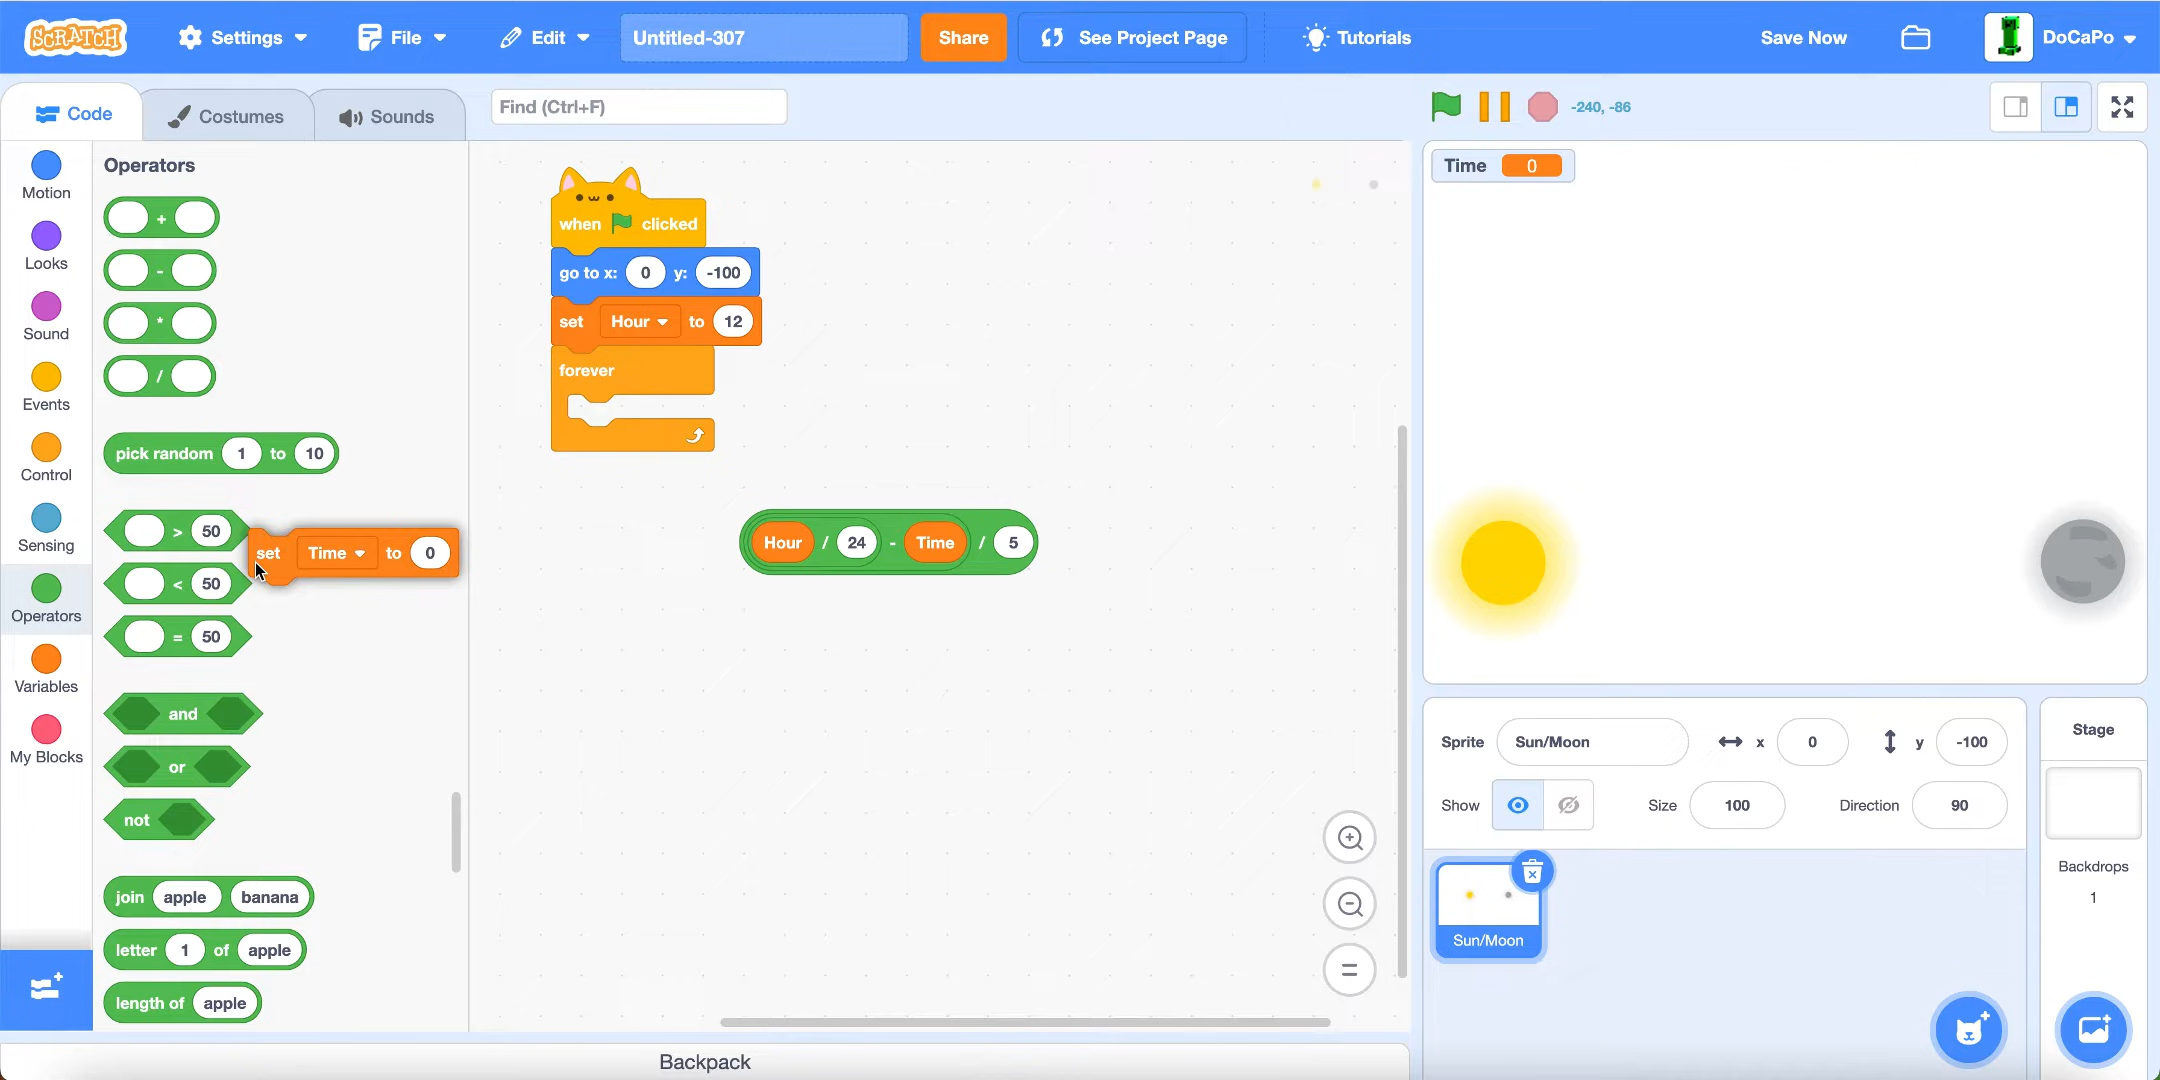 SCRATCH Settings File Edit Untitled-307 Share See Project Page Tutorials Save Now DoCaPo
Code Costumes Sounds Find (Ctrl+F) -240, -86
Motion
Looks
Sound
Events
Control
Sensing
Operators
Variables
My Blocks
Operators
+
-
*
/
pick random 1 to 10
> 50
< 50
= 50
and
or
not
join apple banana
letter 1 of apple
length of apple
set Time to 0
when clicked
go to x: 0 y: -100
set Hour to 12
forever
Hour / 24 - Time / 5
Backpack
Time 0
Sprite Sun/Moon x 0 y -100
Show Size 100 Direction 90
Sun/Moon
Stage
Backdrops
1